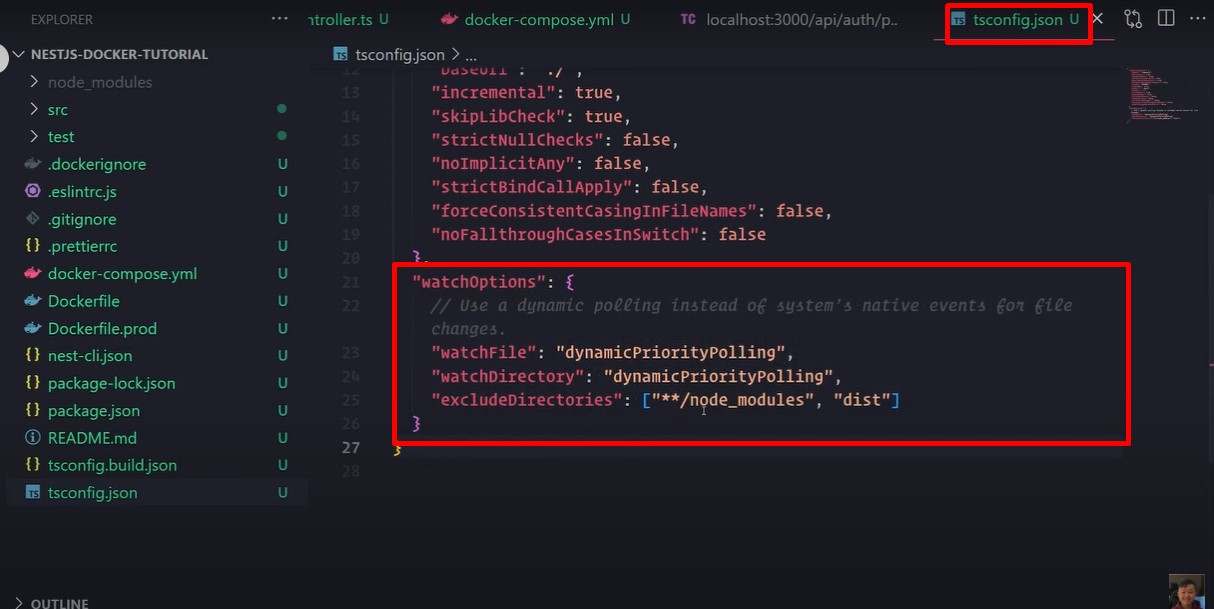 EXPLORER
ntroller.ts U
docker-compose.yml U
TC localhost:3000/api/auth/p..
TS tsconfig.json U
NESTJS-DOCKER-TUTORIAL
node_modules
src
test
.dockerignore U
.eslintrc.js U
.gitignore U
{} .prettierrc U
docker-compose.yml U
Dockerfile U
Dockerfile.prod U
{} nest-cli.json U
{} package-lock.json U
{} package.json U
README.md U
{} tsconfig.build.json U
TS tsconfig.json U
OUTLINE
TS tsconfig.json > ...
12 "baseUrl": "./",
13 "incremental": true,
14 "skipLibCheck": true,
15 "strictNullChecks": false,
16 "noImplicitAny": false,
17 "strictBindCallApply": false,
18 "forceConsistentCasingInFileNames": false,
19 "noFallthroughCasesInSwitch": false
20 },
21 "watchOptions": {
22 // Use a dynamic polling instead of system's native events for file
changes.
23 "watchFile": "dynamicPriorityPolling",
24 "watchDirectory": "dynamicPriorityPolling",
25 "excludeDirectories": ["**/node_modules", "dist"]
26 }
27 }
28